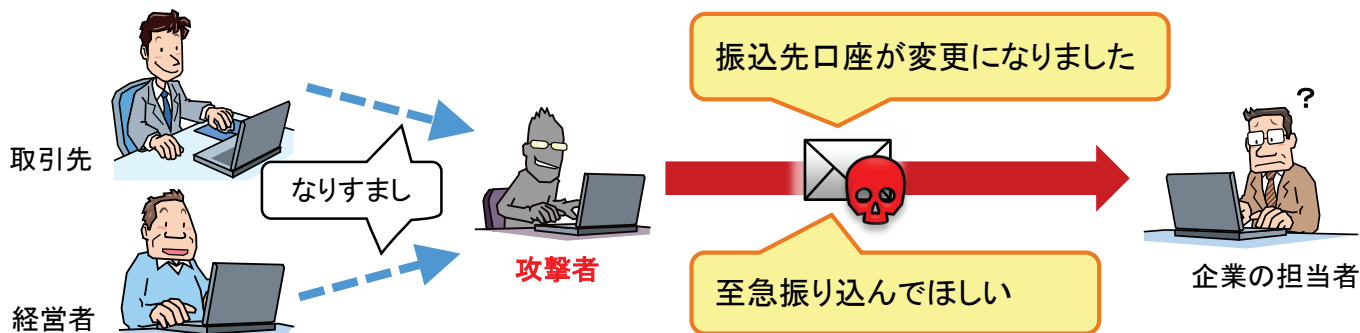 振込先口座が変更になりました
?
取引先
なりすまし
攻撃者
至急振り込んでほしい
企業の担当者
経営者